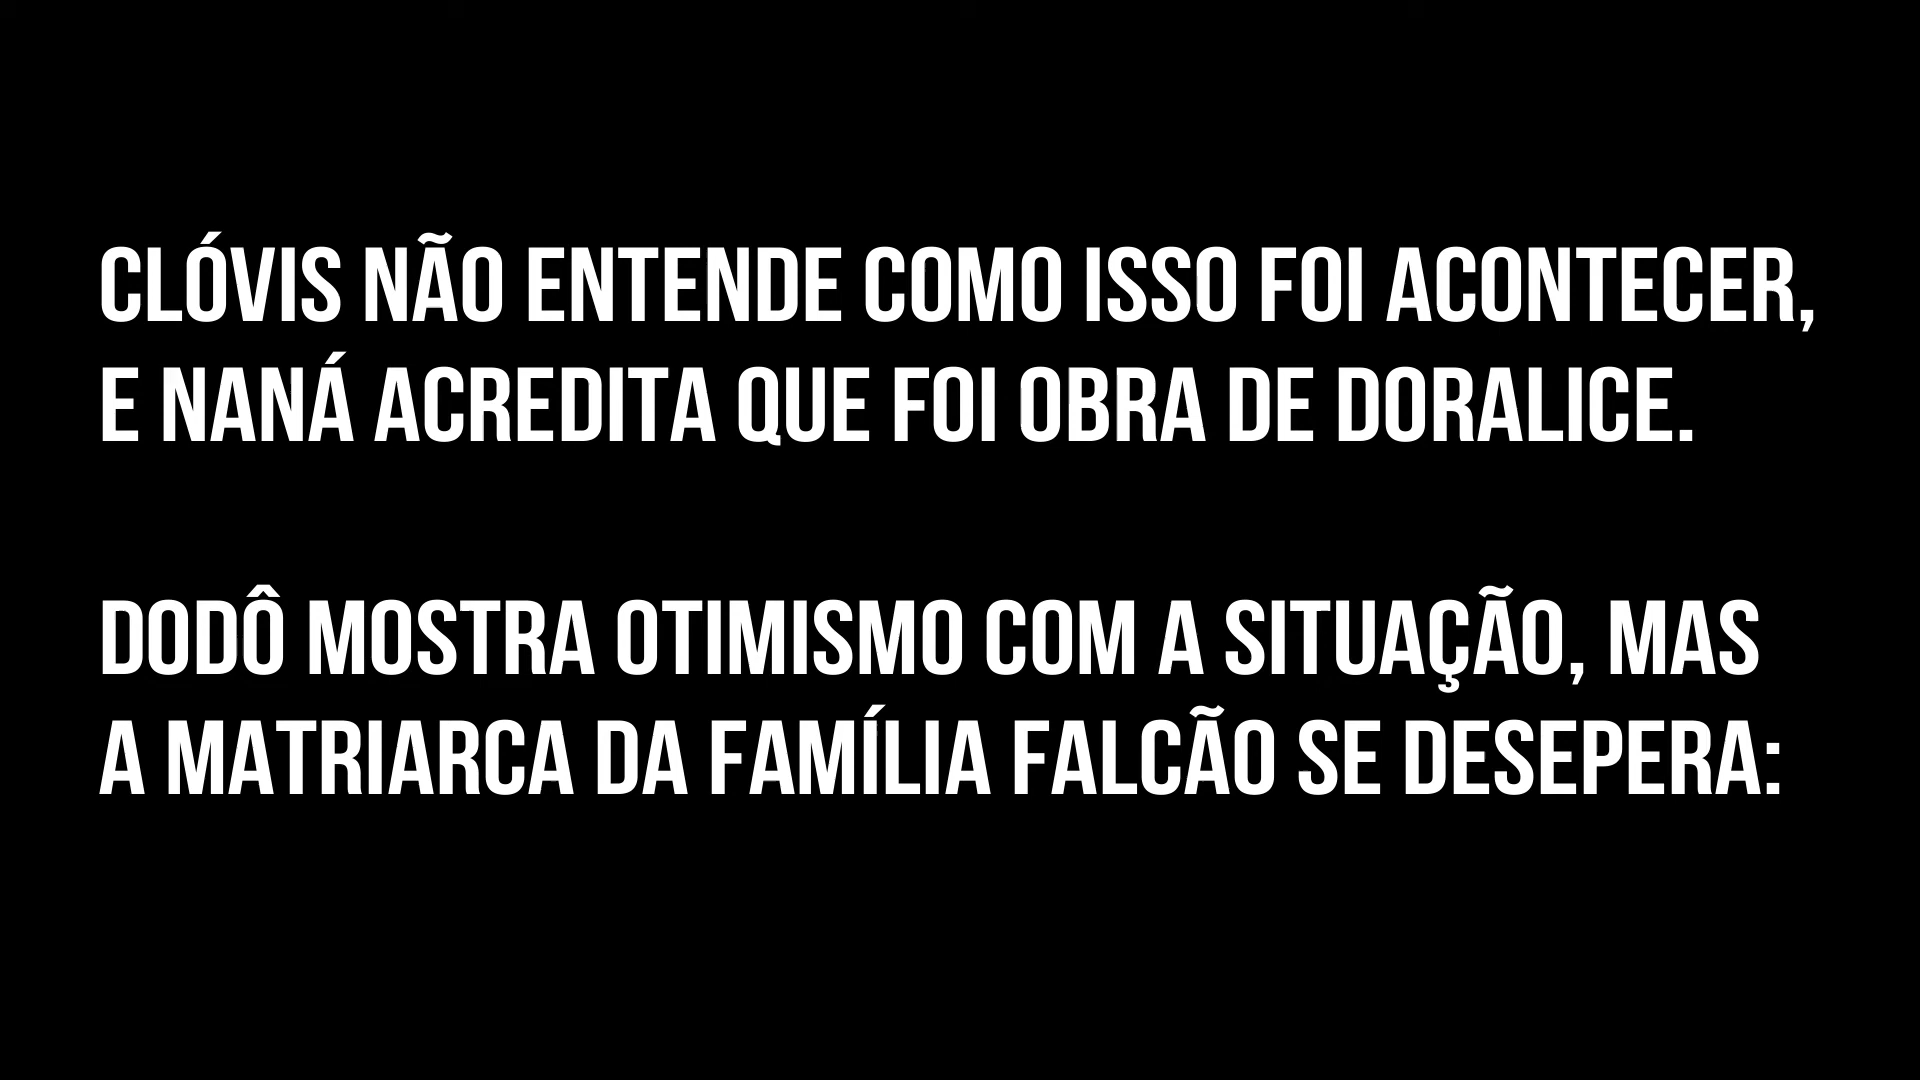 CLÓVIS NÃO ENTENDE COMO ISSO FOI ACONTECER,
E NANÁ ACREDITA QUE FOI OBRA DE DORALICE.
DODÔ MOSTRA OTIMISMO COM A SITUAÇÃO, MAS
A MATRIARCA DA FAMÍLIA FALCÃO SE DESEPERA: